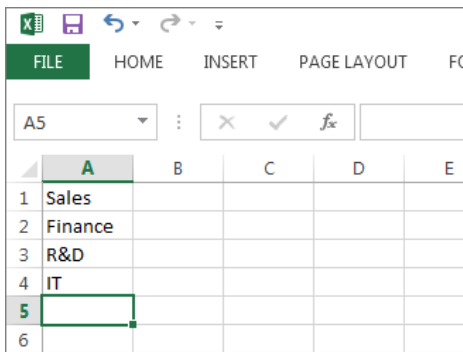 FILE HOME INSERT PAGE LAYOUT
A5 fx
A B C D E
1 Sales
2 Finance
3 R&D
4 IT
5
6